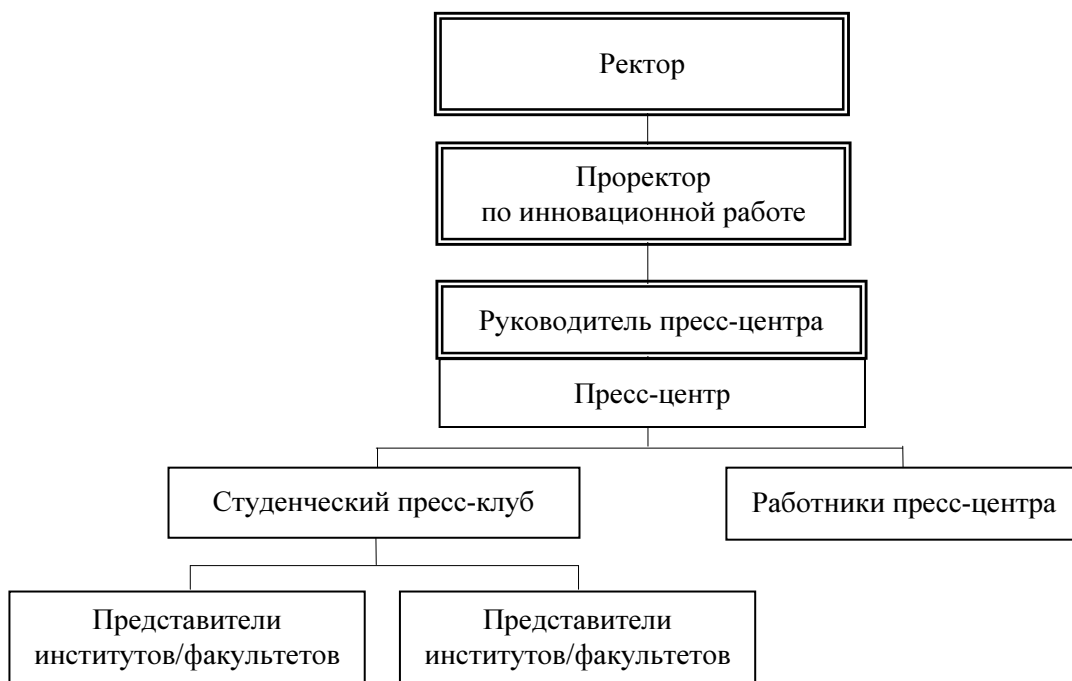 Ректор
Проректор
по инновационной работе
Руководитель пресс-центра
Пресс-центр
Студенческий пресс-клуб
Работники пресс-центра
Представители
институтов/факультетов
Представители
институтов/факультетов